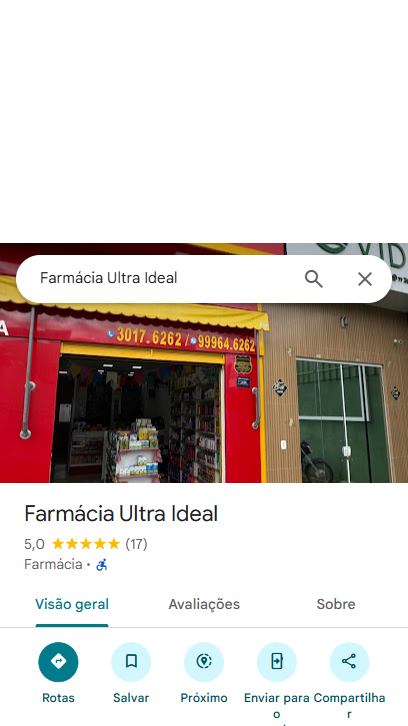 VID
Farmácia Ultra Ideal
A
3017.6262 / 99964.6262
Farmácia Ultra Ideal
5,0 (17)
Farmácia •
Visão geral Avaliações Sobre
Rotas Salvar Próximo Enviar para o Compartilhar